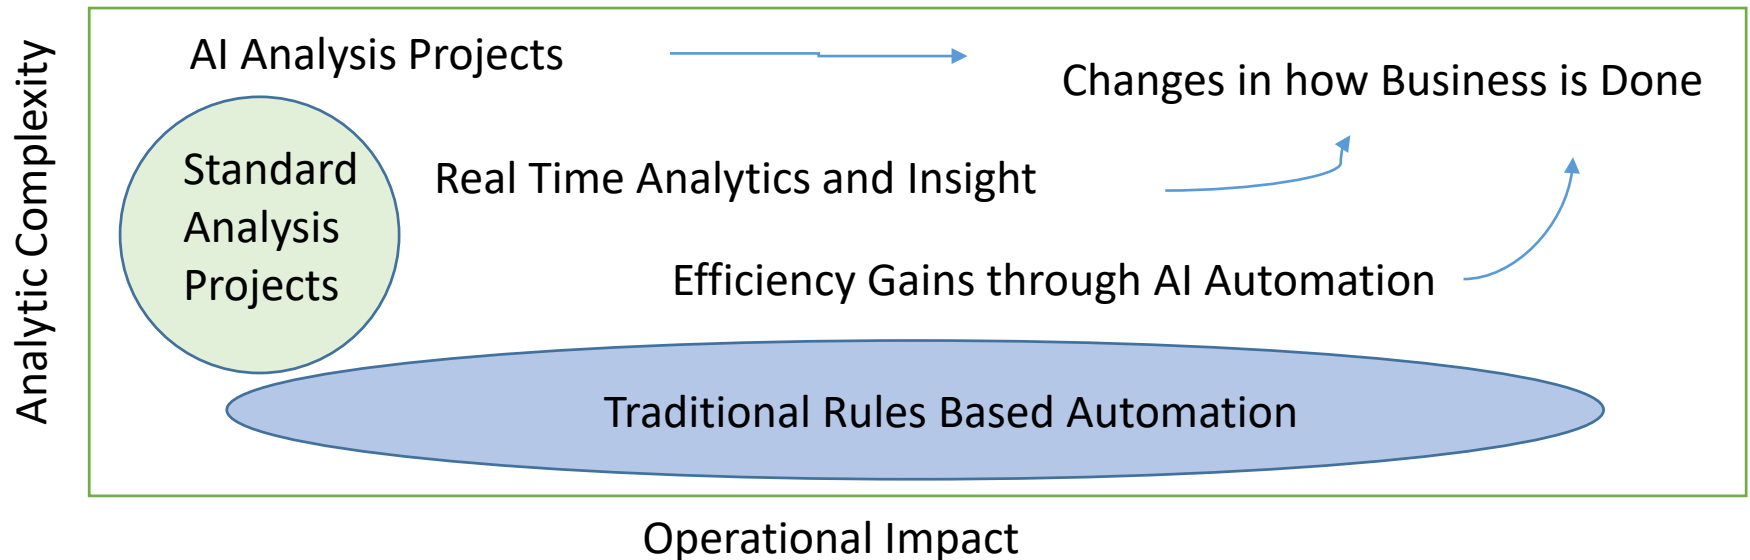 Analytic Complexity
AI Analysis Projects
Changes in how Business is Done
Standard
Analysis
Projects
Real Time Analytics and Insight
Efficiency Gains through AI Automation
Traditional Rules Based Automation
Operational Impact